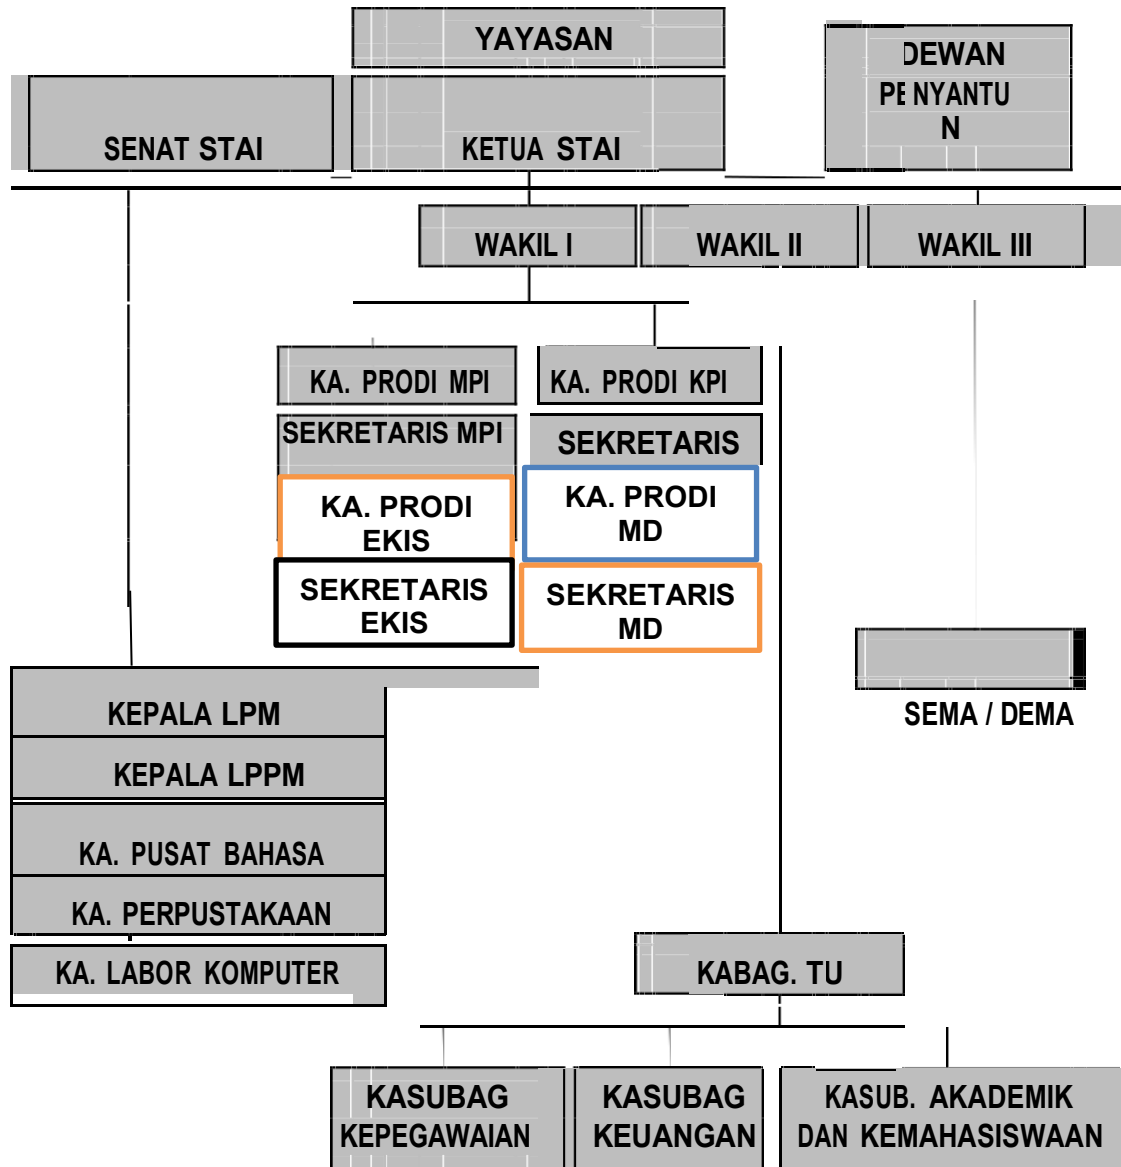 YAYASAN
DEWAN
PENYANTU
N
SENAT STAI
KETUA STAI
WAKIL I
WAKIL II
WAKIL III
KA. PRODI MPI
KA. PRODI KPI
SEKRETARIS MPI
SEKRETARIS
KA. PRODI
EKIS
KA. PRODI
MD
SEKRETARIS
EKIS
SEKRETARIS
MD
SEMA / DEMA
KEPALA LPM
KEPALA LPPM
KA. PUSAT BAHASA
KA. PERPUSTAKAAN
KA. LABOR KOMPUTER
KABAG. TU
KASUBAG
KEPEGAWAIAN
KASUBAG
KEUANGAN
KASUB. AKADEMIK
DAN KEMAHASISWAAN